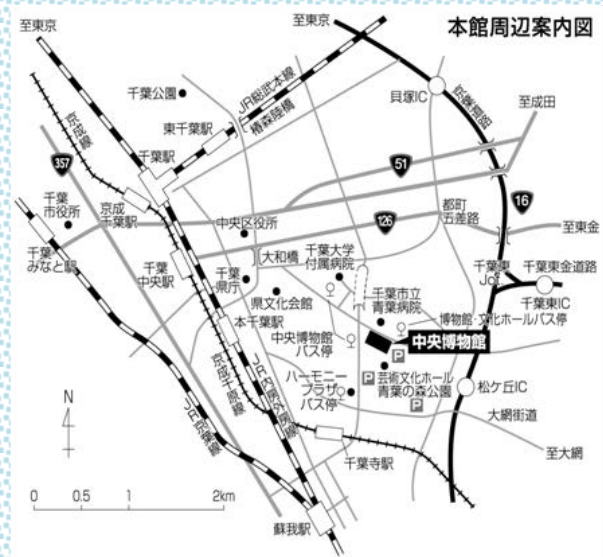 本館周辺案内図
至東京
至東京
千葉公園
JR総武本線
椿森陸橋
貝塚IC
京葉道路
至成田
東千葉駅
京成線
千葉駅
357
51
16
千葉
市役所
京成
千葉駅
中央区役所
126
都町
五差路
至東金
千葉
みなと駅
千葉
中央駅
大和橋
千葉大学
付属病院
千葉東
Jct.
千葉東金道路
千葉
県庁
県文化会館
千葉市立
青葉病院
千葉東IC
本千葉駅
博物館・文化ホールバス停
中央博物館
バス停
中央博物館
P
京成千原線
JR内房外房線
ハーモニー
プラザ
バス停
P
芸術文化ホール
青葉の森公園
P
松ケ丘IC
大網街道
JR京葉線
N
千葉寺駅
至大網
0 0.5 1 2km
蘇我駅